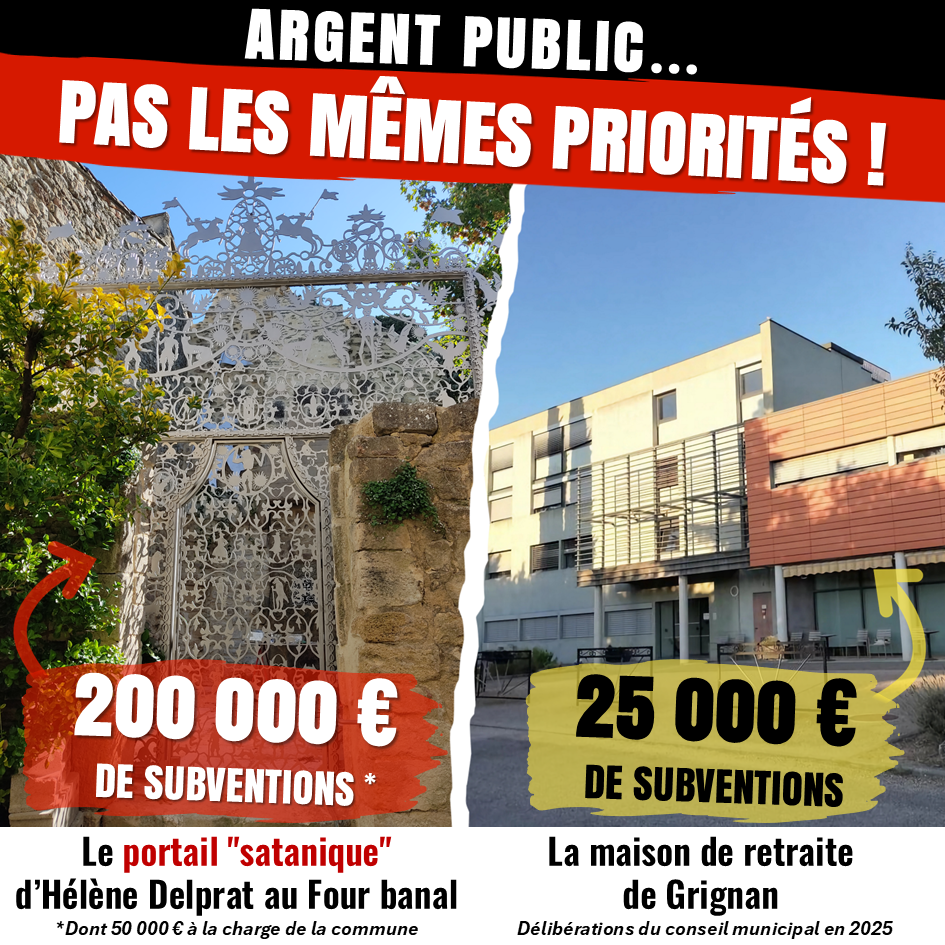 ARGENT PUBLIC...
PAS LES MÊMES PRIORITÉS !
200 000 €
DE SUBVENTIONS *
25 000 €
DE SUBVENTIONS
Le portail "satanique"
d'Hélène Delprat au Four banal
*Dont 50 000 € à la charge de la commune
La maison de retraite
de Grignan
Délibérations du conseil municipal en 2025